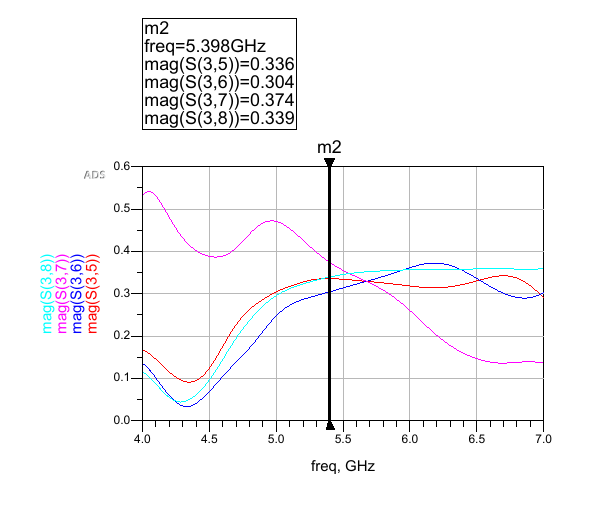 m2
freq=5.398GHz
mag(S(3,5))=0.336
mag(S(3,6))=0.304
mag(S(3,7))=0.374
mag(S(3,8))=0.339
m2
ADS
0.6
0.5
0.4
0.3
0.2
0.1
0.0
mag(S(3,8))
mag(S(3,7))
mag(S(3,6))
mag(S(3,5))
4.0 4.5 5.0 5.5 6.0 6.5 7.0
freq, GHz